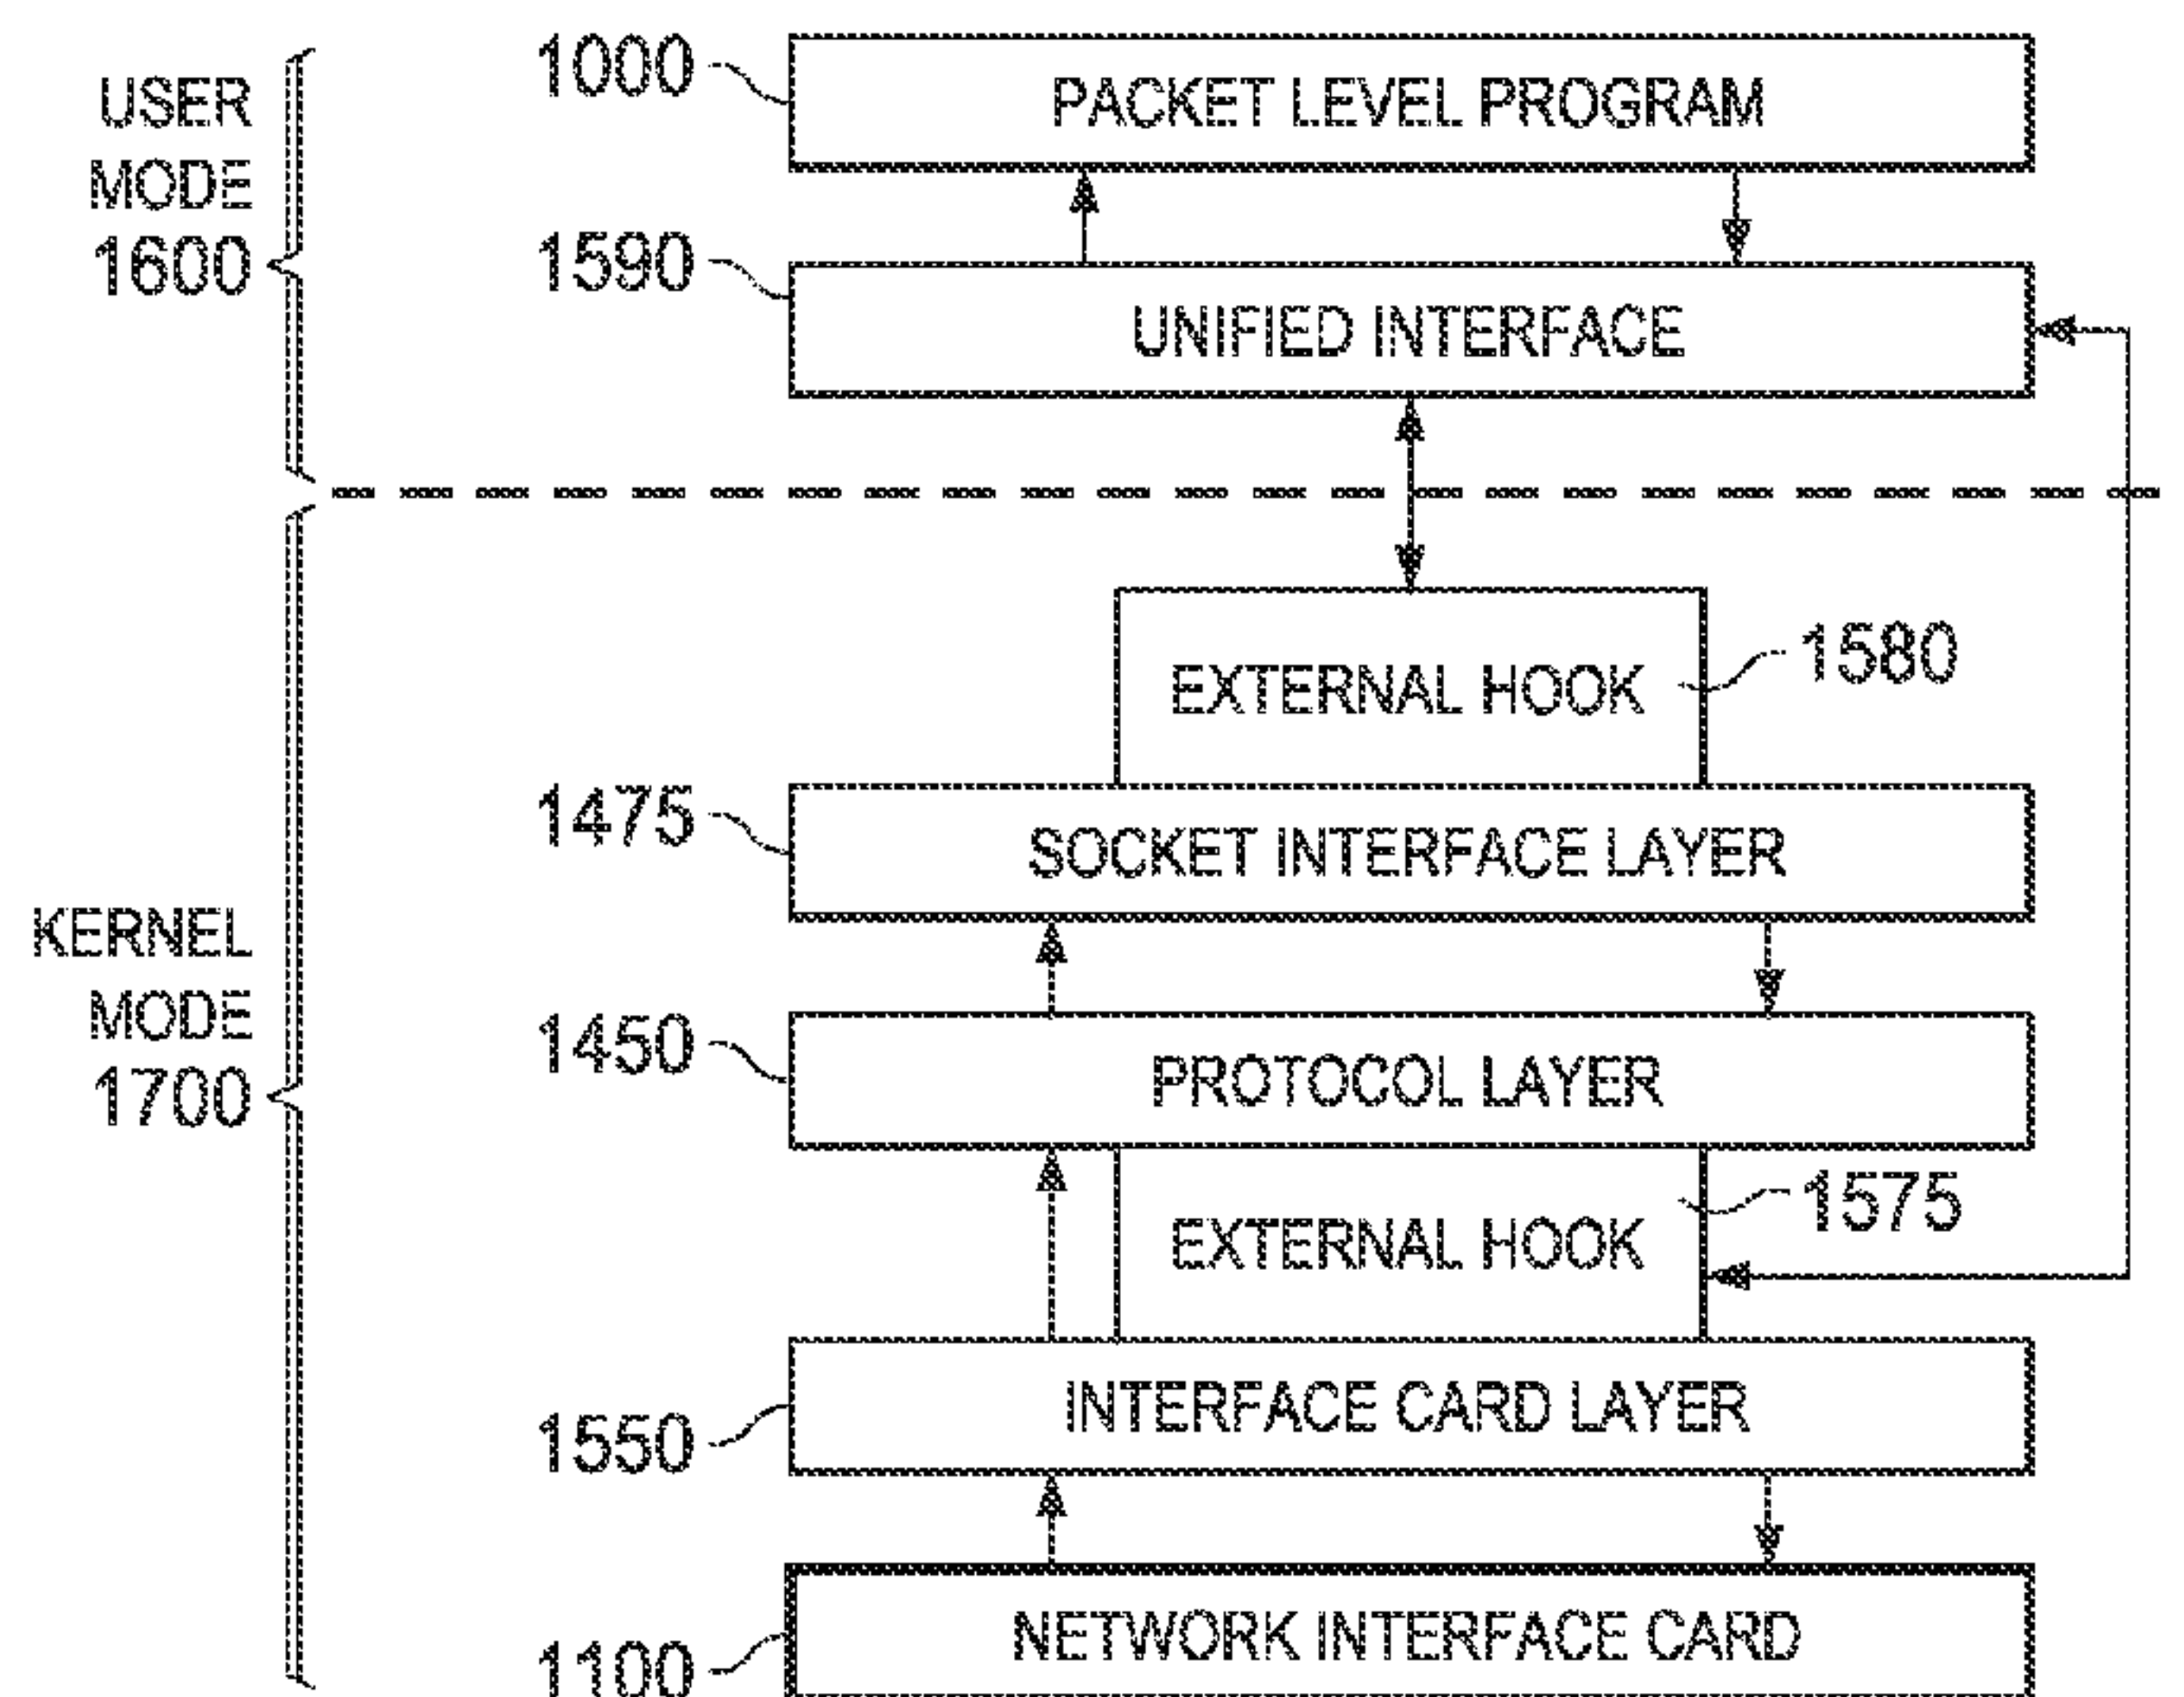 1000
PACKET LEVEL PROGRAM
USER
MODE
1600
1590
UNIFIED INTERFACE
EXTERNAL HOOK
1580
1475
SOCKET INTERFACE LAYER
KERNEL
MODE
1700
1450
PROTOCOL LAYER
EXTERNAL HOOK
1575
1550
INTERFACE CARD LAYER
1100
NETWORK INTERFACE CARD